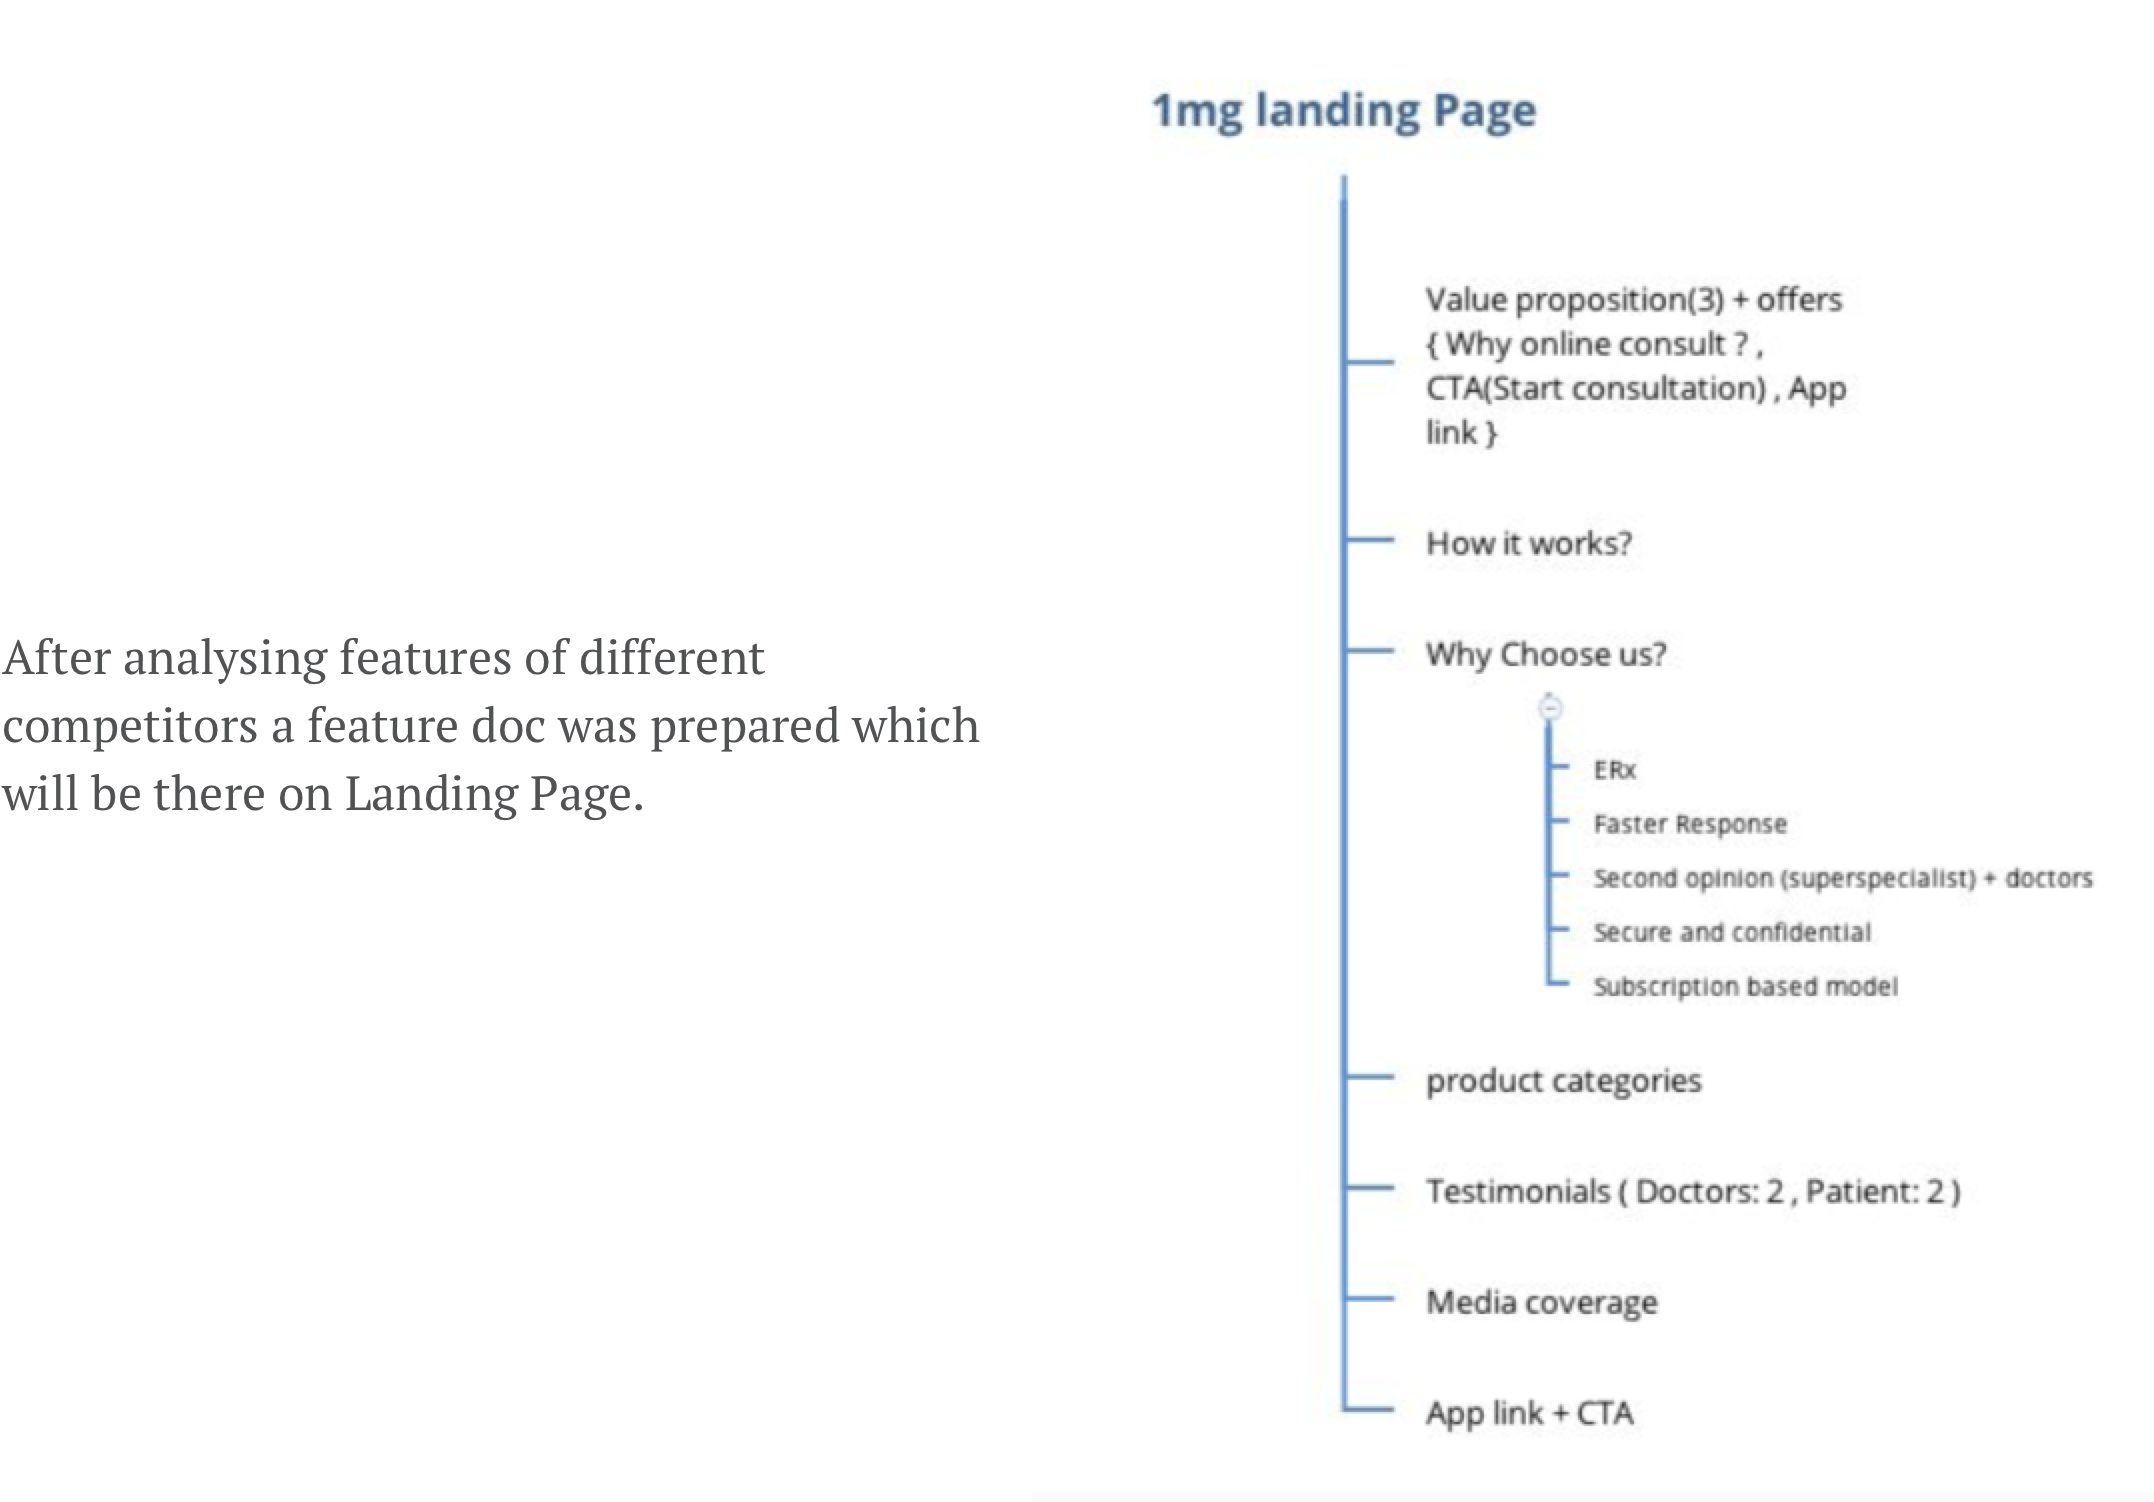 After analysing features of different
competitors a feature doc was prepared which
will be there on Landing Page.
1mg landing Page
Value proposition(3) + offers
{ Why online consult ? ,
CTA(Start consultation) , App
link }
How it works?
Why Choose us?
ERx
Faster Response
Second opinion (superspecialist) + doctors
Secure and confidential
Subscription based model
product categories
Testimonials ( Doctors: 2 , Patient: 2 )
Media coverage
App link + CTA